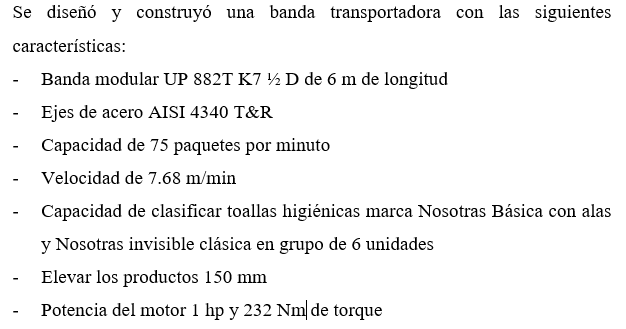 Se diseñó y construyó una banda transportadora con las siguientes
características:
- Banda modular UP 882T K7 ½ D de 6 m de longitud
- Ejes de acero AISI 4340 T&R
- Capacidad de 75 paquetes por minuto
- Velocidad de 7.68 m/min
- Capacidad de clasificar toallas higiénicas marca Nosotras Básica con alas
y Nosotras invisible clásica en grupo de 6 unidades
- Elevar los productos 150 mm
- Potencia del motor 1 hp y 232 Nm de torque